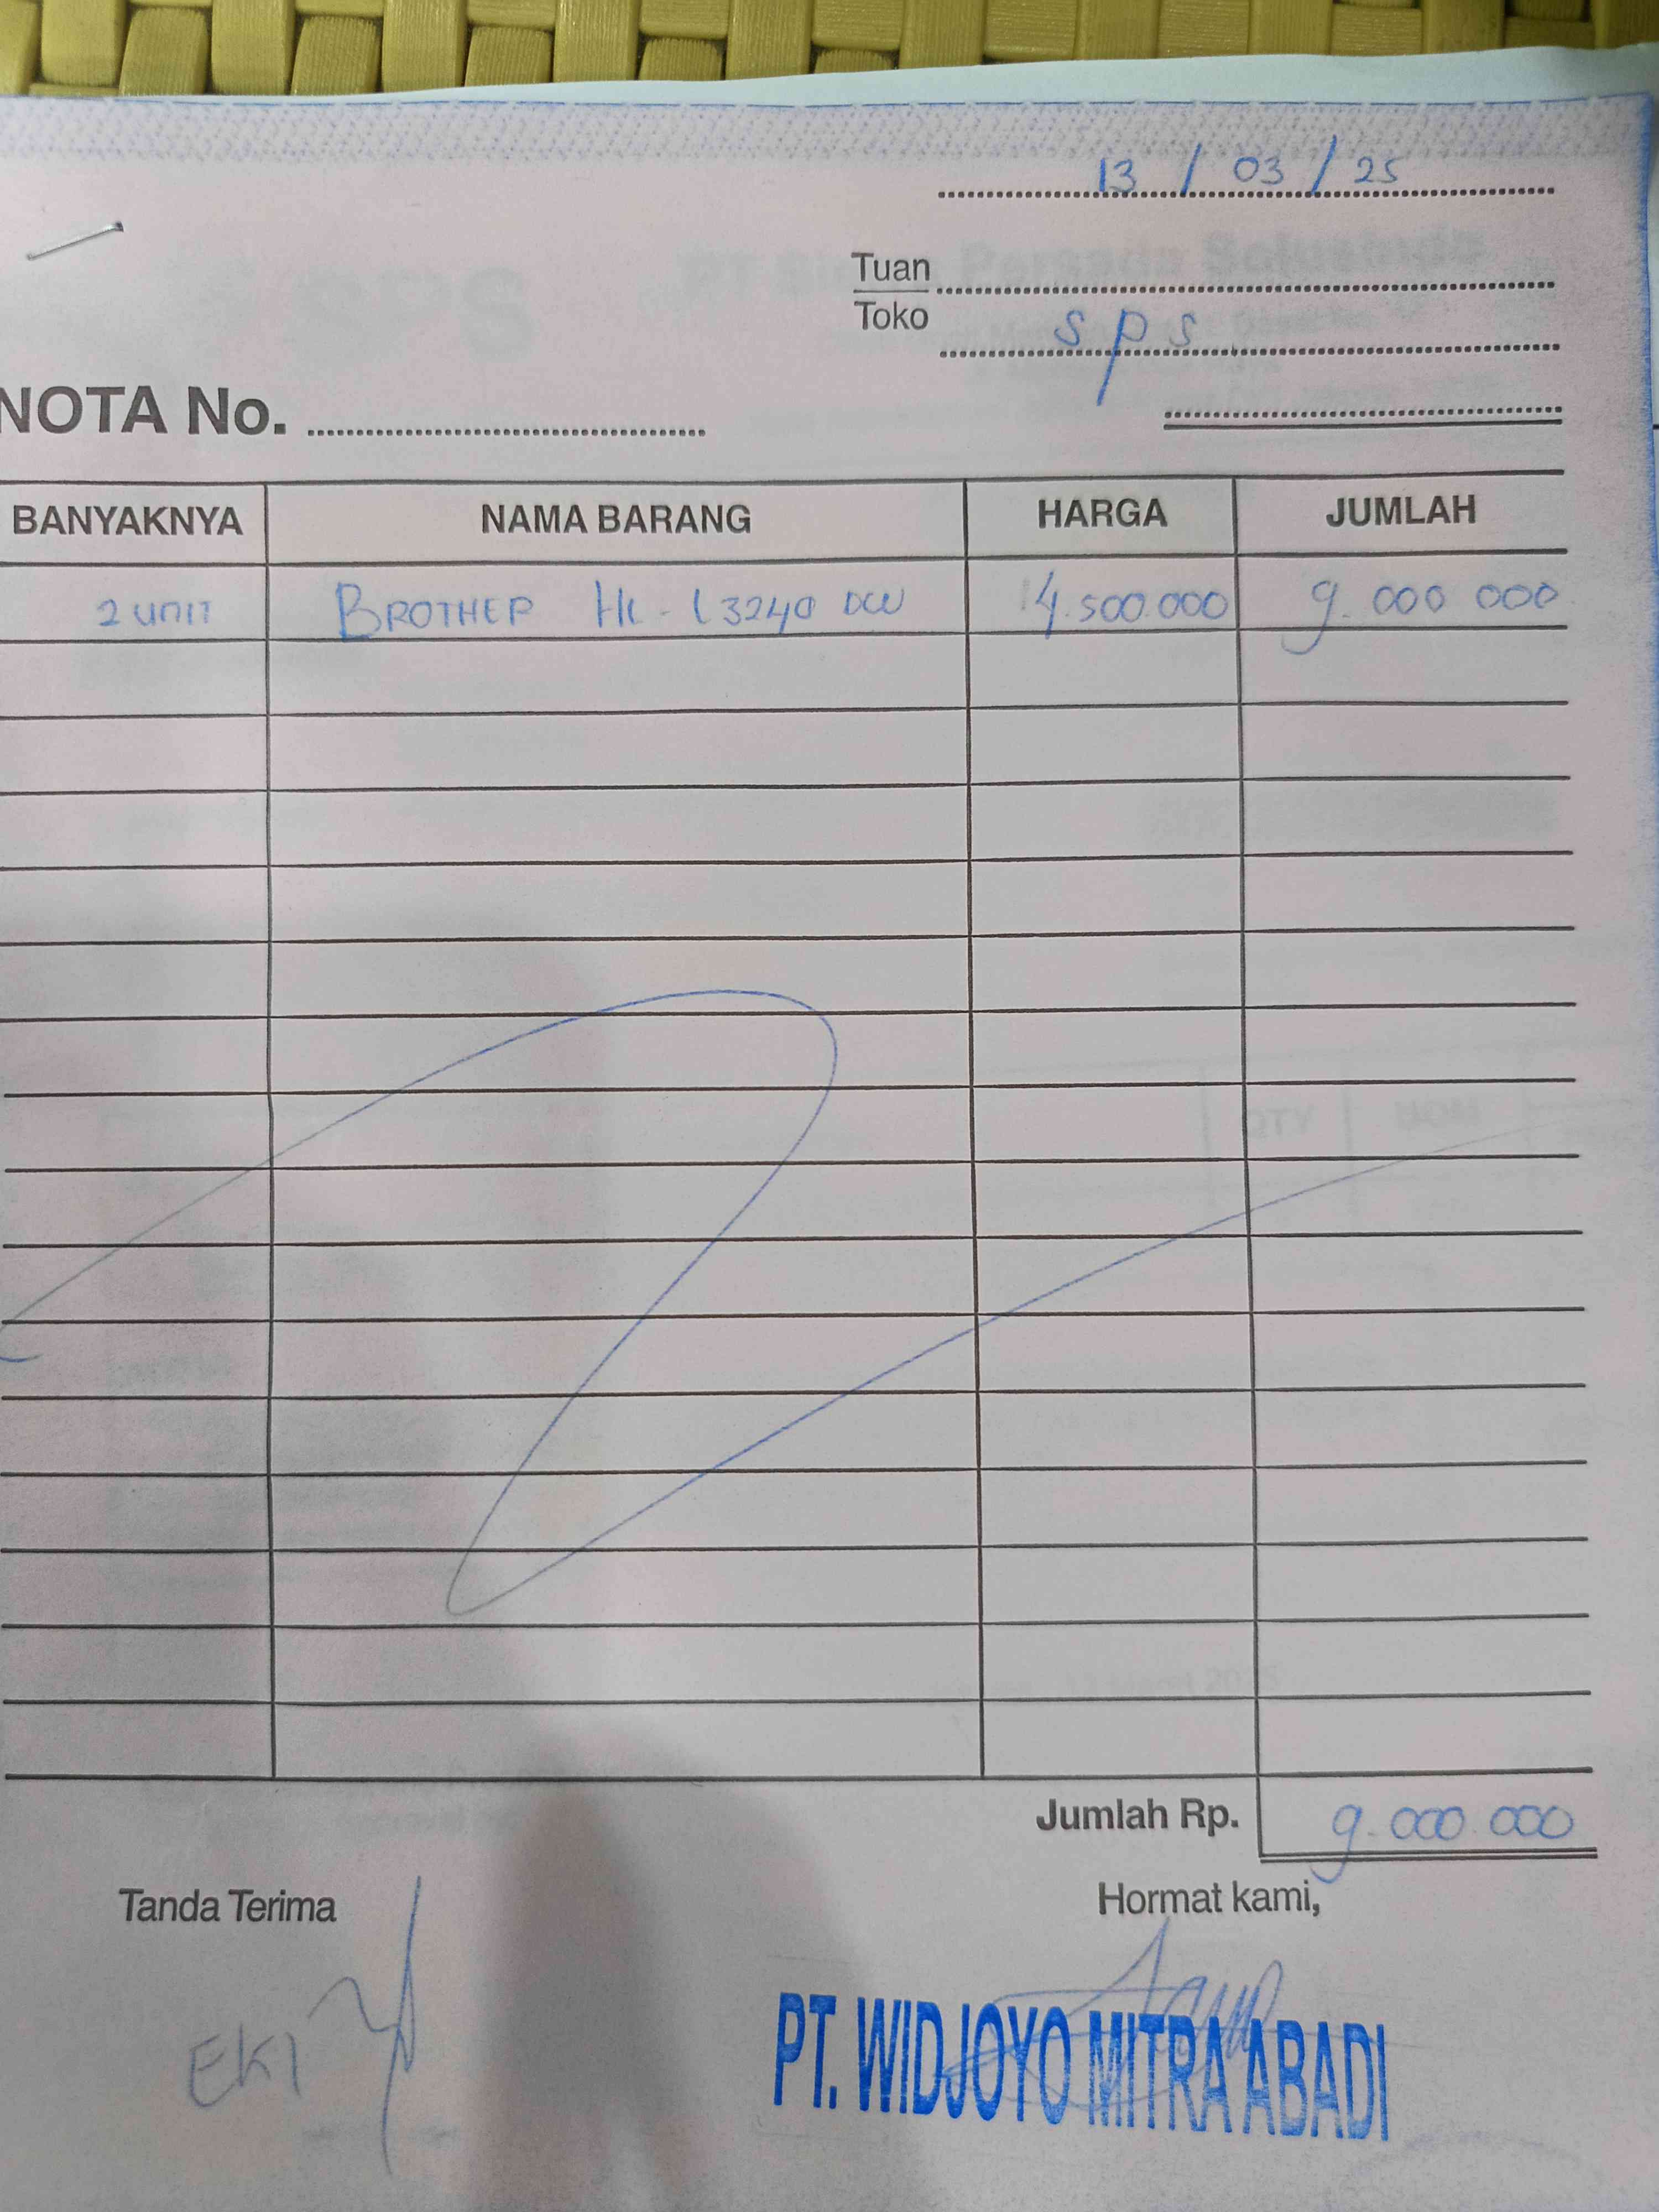 13 / 03 / 25
Tuan
Toko
sps
NOTA No.
BANYAKNYA NAMA BARANG HARGA JUMLAH
2 UNIT BROTHER HL-L3240 DCW 4.500.000 9.000 000
Jumlah Rp. 9.000.000
Tanda Terima Hormat kami,
EKI
PT. WIDJOYO MITRA ABADI